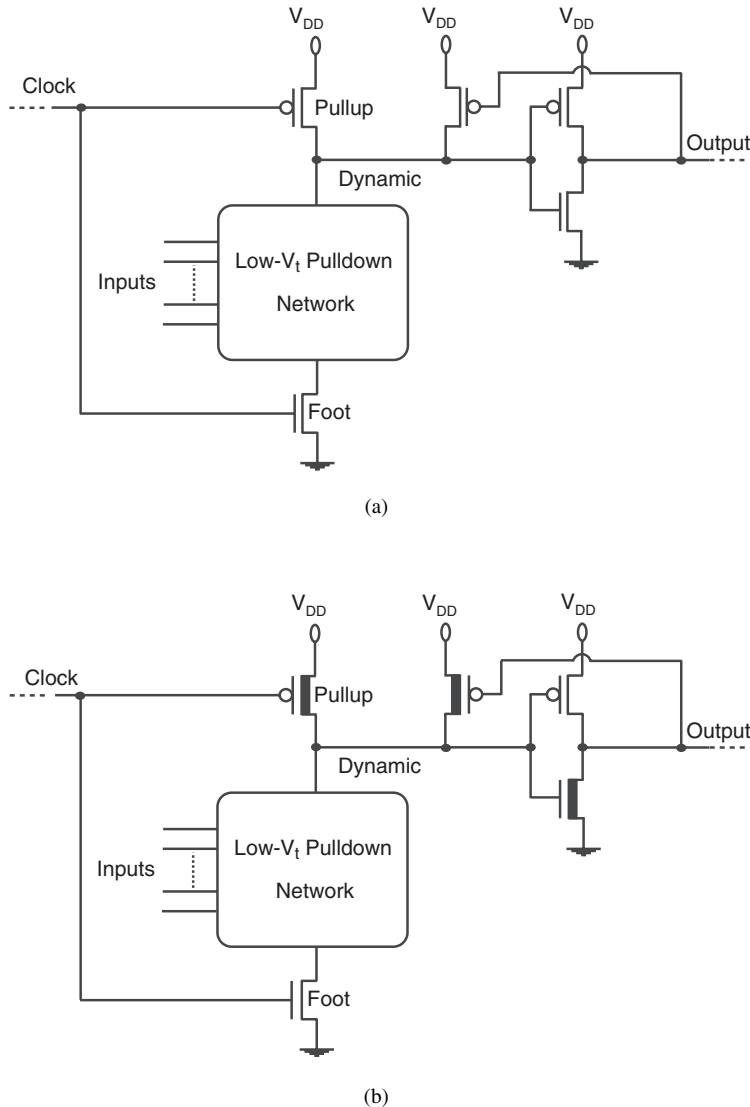 V_DD V_DD V_DD
Clock
Pullup
Output
Dynamic
Low-V_t Pulldown
Network
Inputs
Foot
(a)
V_DD V_DD V_DD
Clock
Pullup
Output
Dynamic
Low-V_t Pulldown
Network
Inputs
Foot
(b)